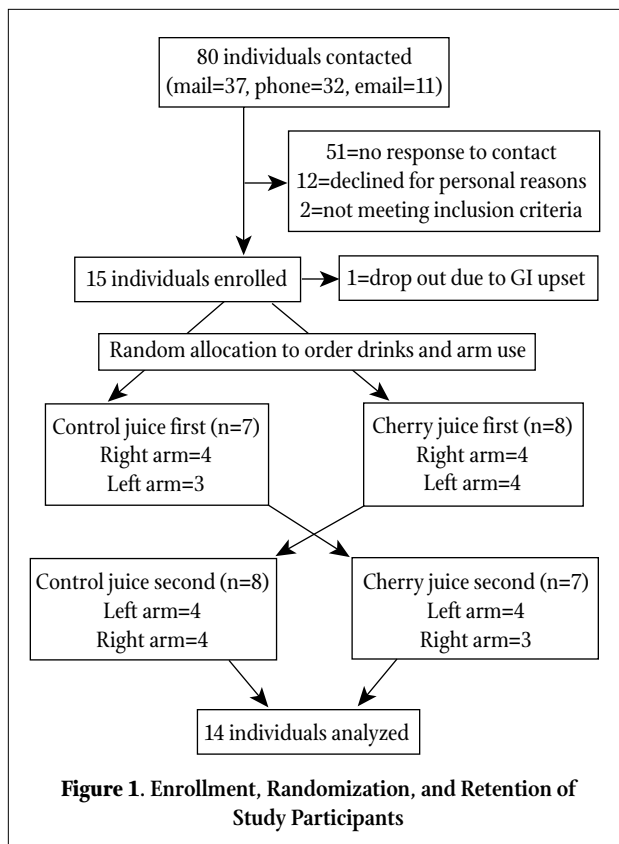 80 individuals contacted
(mail=37, phone=32, email=11)
51=no response to contact
12=declined for personal reasons
2=not meeting inclusion criteria
15 individuals enrolled
1=drop out due to GI upset
Random allocation to order drinks and arm use
Control juice first (n=7)
Right arm=4
Left arm=3
Cherry juice first (n=8)
Right arm=4
Left arm=4
Control juice second (n=8)
Left arm=4
Right arm=4
Cherry juice second (n=7)
Left arm=4
Right arm=3
14 individuals analyzed
Figure 1. Enrollment, Randomization, and Retention of
Study Participants